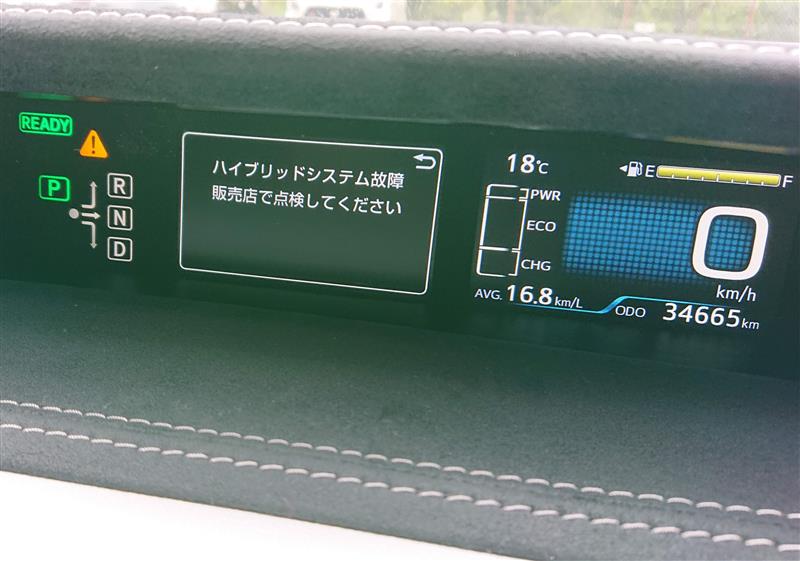 READY
P
R
N
D
ハイブリッドシステム故障
販売店で点検してください
18℃
E F
PWR
ECO
CHG
0
km/h
AVG. 16.8 km/L
ODO 34665 km